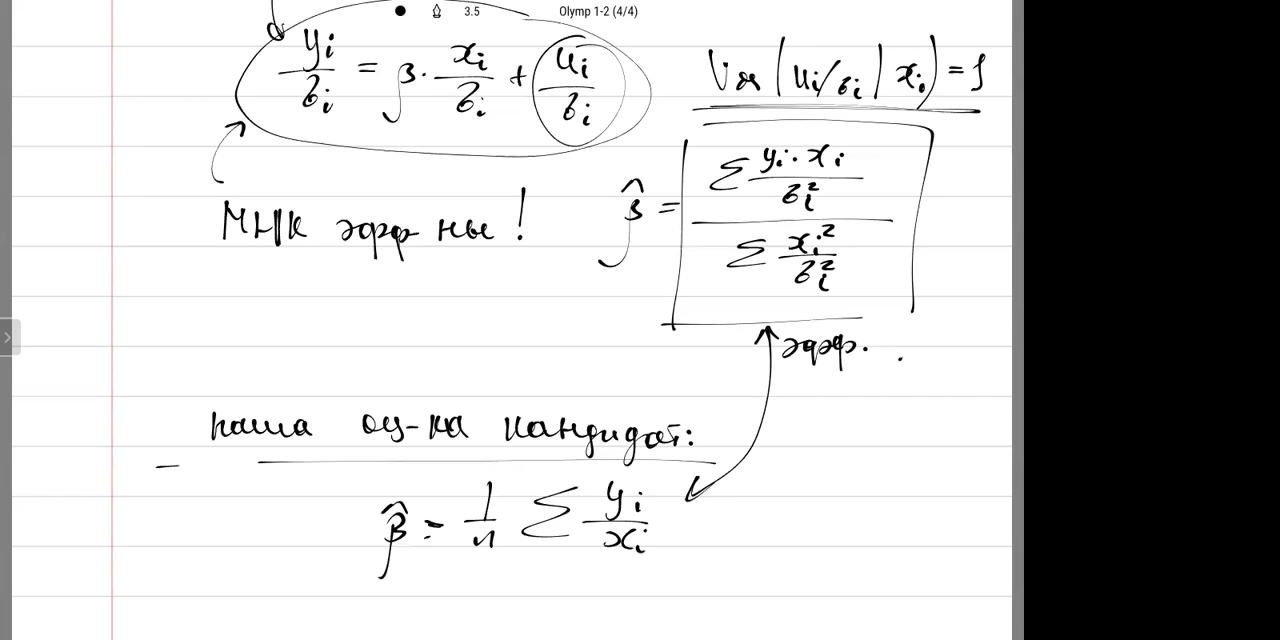 3.5 Olymp 1-2 (4/4)
yᵢ/σᵢ = β · xᵢ/σᵢ + uᵢ/σᵢ
Var(uᵢ/σᵢ | xᵢ) = 1
МНК эфф-ны!
β̂ = (Σ yᵢ·xᵢ/σᵢ²) / (Σ xᵢ²/σᵢ²)
эфф.
наша оц-ка кандидат:
β̂ = 1/n Σ yᵢ/xᵢ